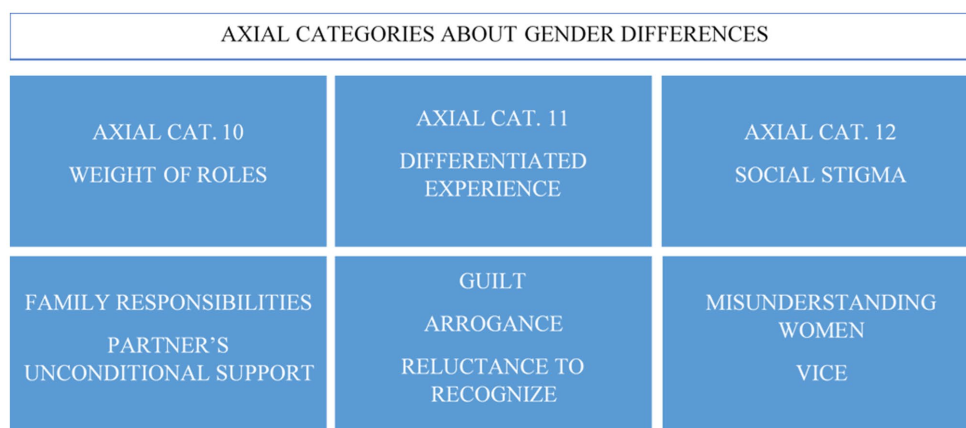 AXIAL CATEGORIES ABOUT GENDER DIFFERENCES
AXIAL CAT. 10
WEIGHT OF ROLES
AXIAL CAT. 11
DIFFERENTIATED
EXPERIENCE
AXIAL CAT. 12
SOCIAL STIGMA
FAMILY RESPONSIBILITIES
PARTNER'S
UNCONDITIONAL SUPPORT
GUILT
ARROGANCE
RELUCTANCE TO
RECOGNIZE
MISUNDERSTANDING
WOMEN
VICE